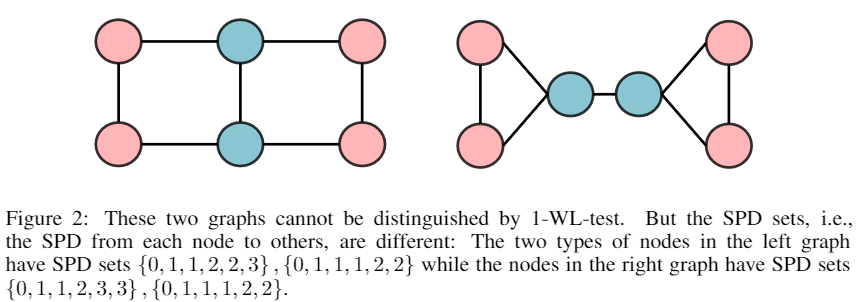 Figure 2: These two graphs cannot be distinguished by 1-WL-test. But the SPD sets, i.e.,
the SPD from each node to others, are different: The two types of nodes in the left graph
have SPD sets {0, 1, 1, 2, 2, 3} , {0, 1, 1, 1, 2, 2} while the nodes in the right graph have SPD sets
{0, 1, 1, 2, 3, 3} , {0, 1, 1, 1, 2, 2}.